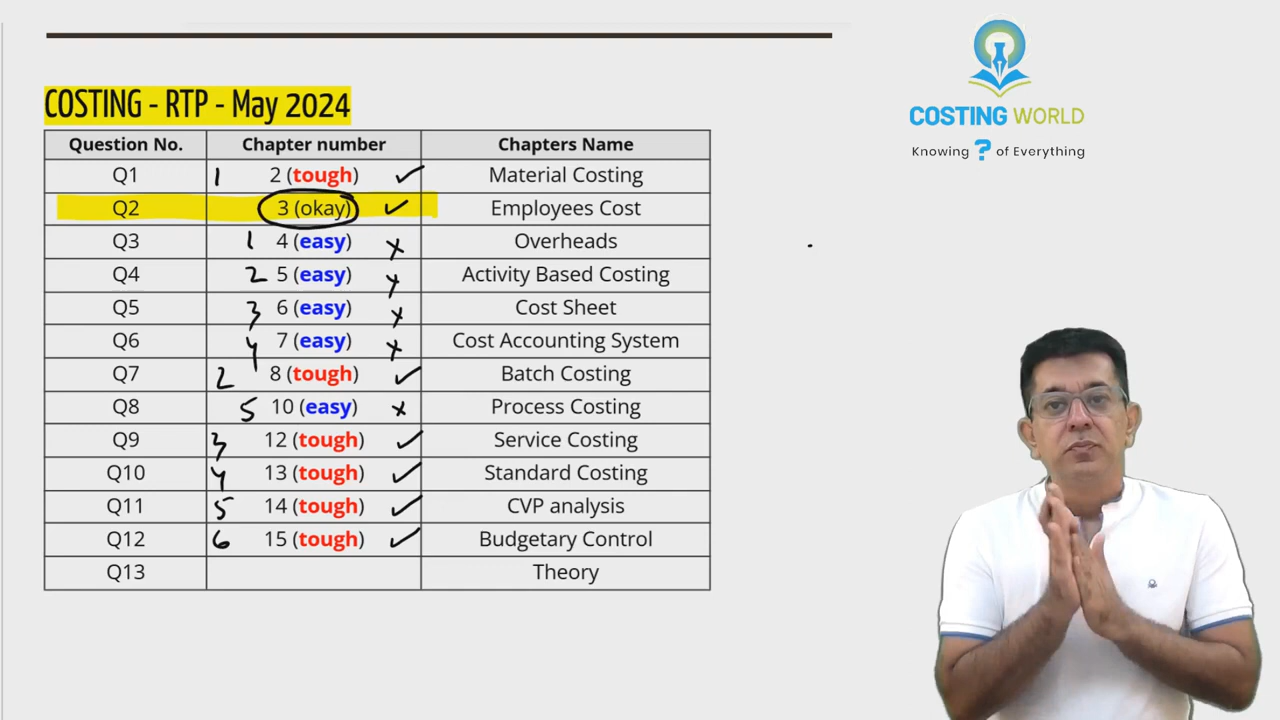 COSTING - RTP - May 2024
COSTING WORLD
Knowing ? of Everything
Question No. Chapter number Chapters Name
Q1 1 2 (tough) ✓ Material Costing
Q2 3 (okay) ✓ Employees Cost
Q3 1 4 (easy) x Overheads
Q4 2 5 (easy) x Activity Based Costing
Q5 3 6 (easy) x Cost Sheet
Q6 4 7 (easy) x Cost Accounting System
Q7 2 8 (tough) ✓ Batch Costing
Q8 5 10 (easy) x Process Costing
Q9 3 12 (tough) ✓ Service Costing
Q10 4 13 (tough) ✓ Standard Costing
Q11 5 14 (tough) ✓ CVP analysis
Q12 6 15 (tough) ✓ Budgetary Control
Q13 Theory